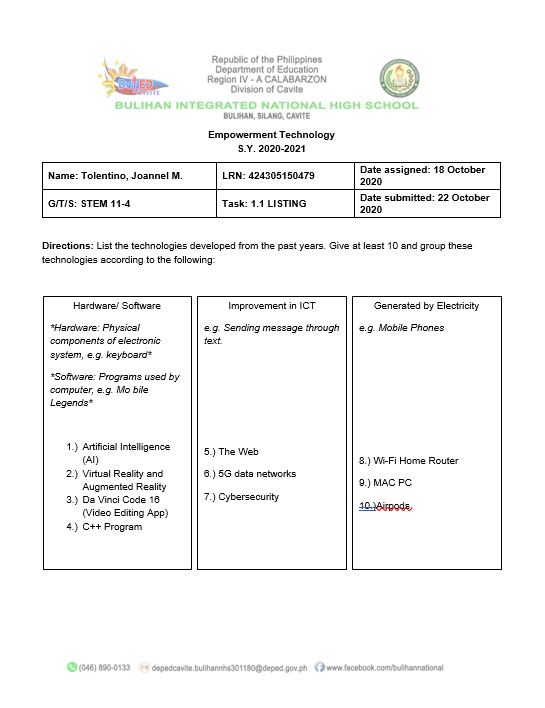 Republic of the Philippines
Department of Education
Region IV - A CALABARZON
Division of Cavite
DepED
CAVITE
BULIHAN INTEGRATED NATIONAL HIGH SCHOOL
BULIHAN, SILANG, CAVITE
Empowerment Technology
S.Y. 2020-2021
Name: Tolentino, Joannel M.
LRN: 424305150479
Date assigned: 18 October
2020
G/T/S: STEM 11-4
Task: 1.1 LISTING
Date submitted: 22 October
2020
Directions: List the technologies developed from the past years. Give at least 10 and group these
technologies according to the following:
Hardware/ Software
*Hardware: Physical
components of electronic
system, e.g. keyboard*
*Software: Programs used by
computer, e.g. Mo bile
Legends*
1.) Artificial Intelligence
(AI)
2.) Virtual Reality and
Augmented Reality
3.) Da Vinci Code 16
(Video Editing App)
4.) C++ Program
Improvement in ICT
e.g. Sending message through
text.
5.) The Web
6.) 5G data networks
7.) Cybersecurity
Generated by Electricity
e.g. Mobile Phones
8.) Wi-Fi Home Router
9.) MAC PC
10.)Airpods
(046) 890-0133
depedcavite.bulihannhs301180@deped.gov.ph
www.facebook.com/bulihannational